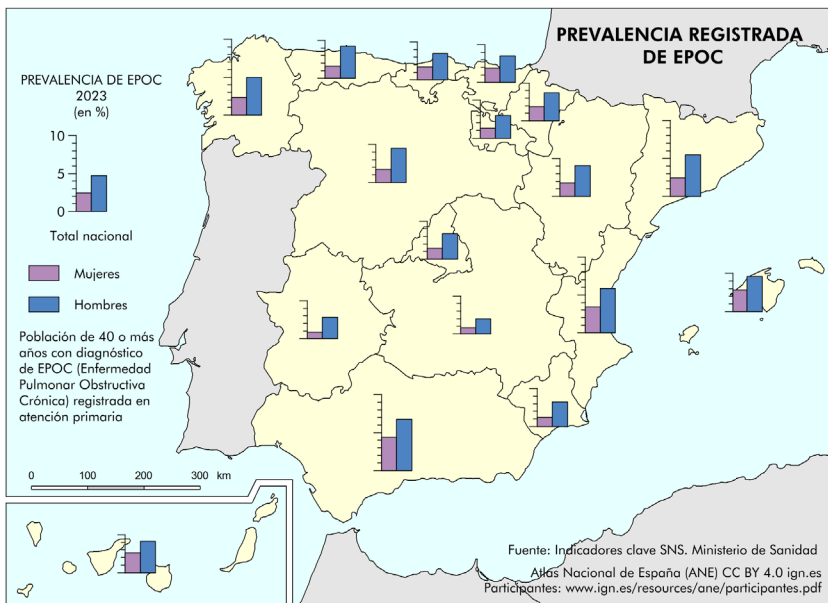 PREVALENCIA REGISTRADA
DE EPOC
PREVALENCIA DE EPOC
2023
(en %)
10
5
0
Total nacional
Mujeres
Hombres
Población de 40 o más
años con diagnóstico
de EPOC (Enfermedad
Pulmonar Obstructiva
Crónica) registrada en
atención primaria
0 100 200 300 km
Fuente: Indicadores clave SNS. Ministerio de Sanidad
Atlas Nacional de España (ANE) CC BY 4.0 ign.es
Participantes: www.ign.es/resources/ane/participantes.pdf